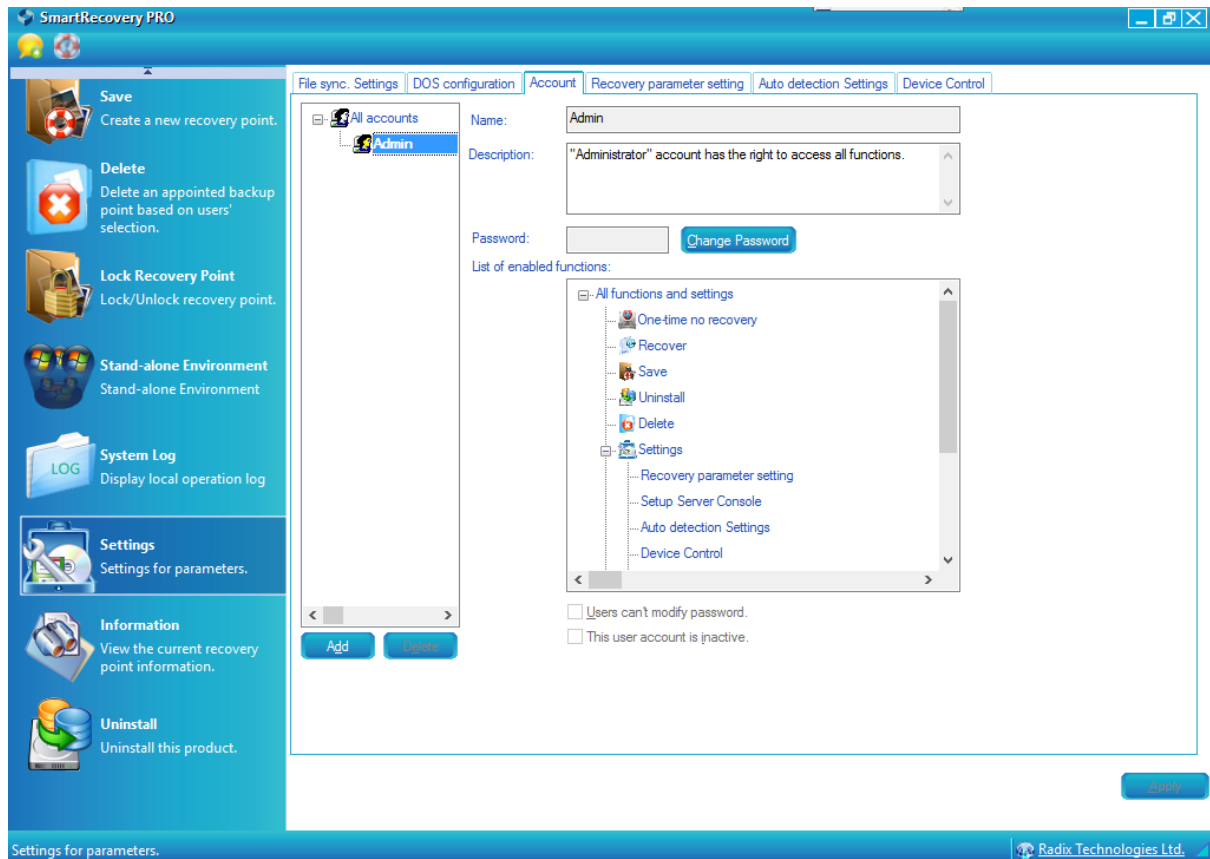 SmartRecovery PRO
Save
Create a new recovery point.
Delete
Delete an appointed backup
point based on users'
selection.
Lock Recovery Point
Lock/Unlock recovery point.
Stand-alone Environment
Stand-alone Environment
LOG
System Log
Display local operation log
Settings
Settings for parameters.
Information
View the current recovery
point information.
Uninstall
Uninstall this product.
File sync. Settings
DOS configuration
Account
Recovery parameter setting
Auto detection Settings
Device Control
All accounts
Admin
Add
Delete
Name:
Admin
Description:
"Administrator" account has the right to access all functions.
Password:
Change Password
List of enabled functions:
All functions and settings
One-time no recovery
Recover
Save
Uninstall
Delete
Settings
Recovery parameter setting
Setup Server Console
Auto detection Settings
Device Control
Users can't modify password.
This user account is inactive.
Apply
Settings for parameters.
Radix Technologies Ltd.